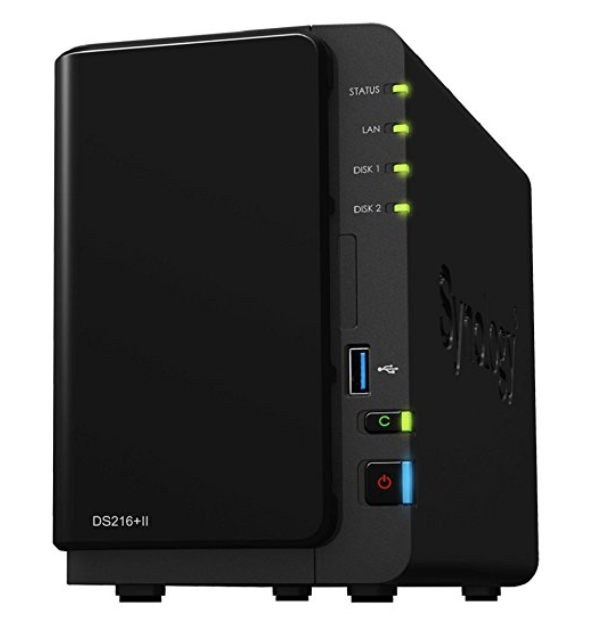 STATUS
LAN
DISK 1
DISK 2
Synology
C
DS216+II